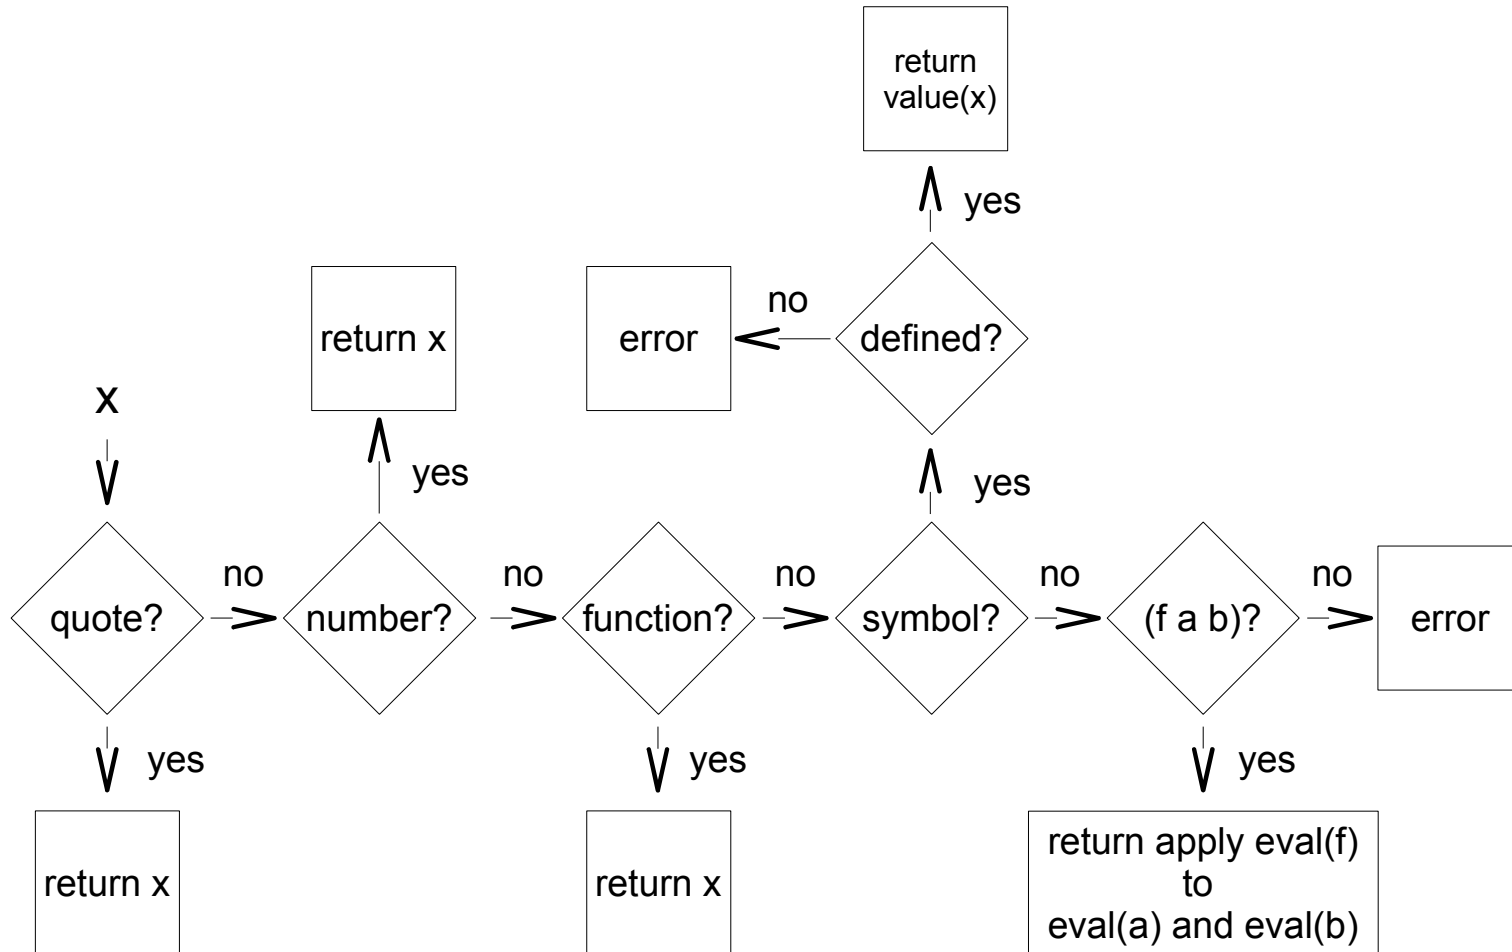 return
value(x)
yes
no
return x
error
defined?
x
yes
yes
no
no
no
no
no
quote?
number?
function?
symbol?
(f a b)?
error
yes
yes
yes
return x
return x
return apply eval(f)
to
eval(a) and eval(b)